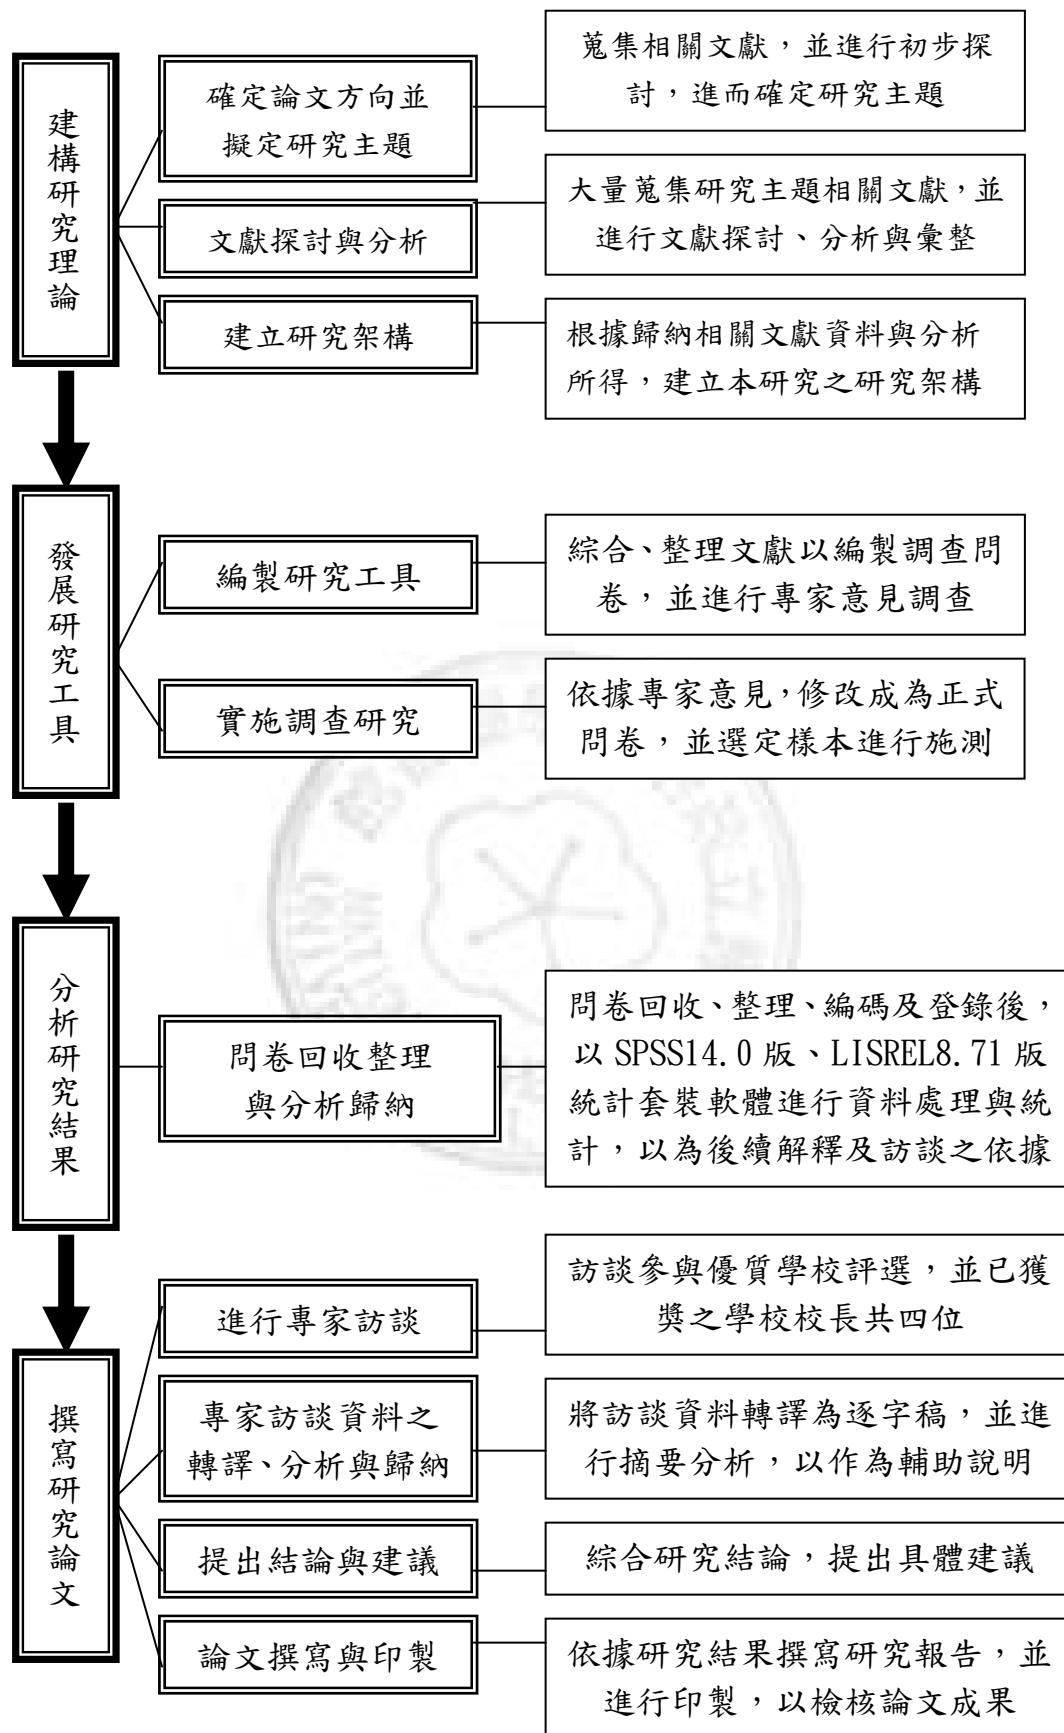 建構研究理論
確定論文方向並
擬定研究主題
蒐集相關文獻，並進行初步探
討，進而確定研究主題
文獻探討與分析
大量蒐集研究主題相關文獻，並
進行文獻探討、分析與彙整
建立研究架構
根據歸納相關文獻資料與分析
所得，建立本研究之研究架構
發展研究工具
編製研究工具
綜合、整理文獻以編製調查問
卷，並進行專家意見調查
實施調查研究
依據專家意見，修改成為正式
問卷，並選定樣本進行施測
分析研究結果
問卷回收整理
與分析歸納
問卷回收、整理、編碼及登錄後，
以 SPSS14.0 版、LISREL8.71 版
統計套裝軟體進行資料處理與統
計，以為後續解釋及訪談之依據
撰寫研究論文
進行專家訪談
訪談參與優質學校評選，並已獲
獎之學校校長共四位
專家訪談資料之
轉譯、分析與歸納
將訪談資料轉譯為逐字稿，並進
行摘要分析，以作為輔助說明
提出結論與建議
綜合研究結論，提出具體建議
論文撰寫與印製
依據研究結果撰寫研究報告，並
進行印製，以檢核論文成果